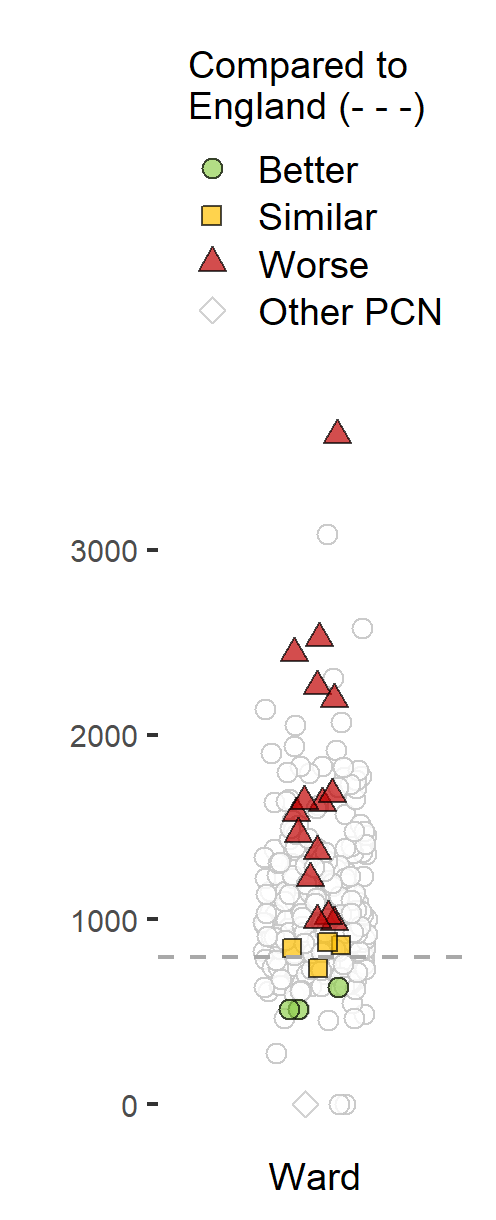 Compared to
England (- - -)
Better
Similar
Worse
Other PCN
3000
2000
1000
0
Ward